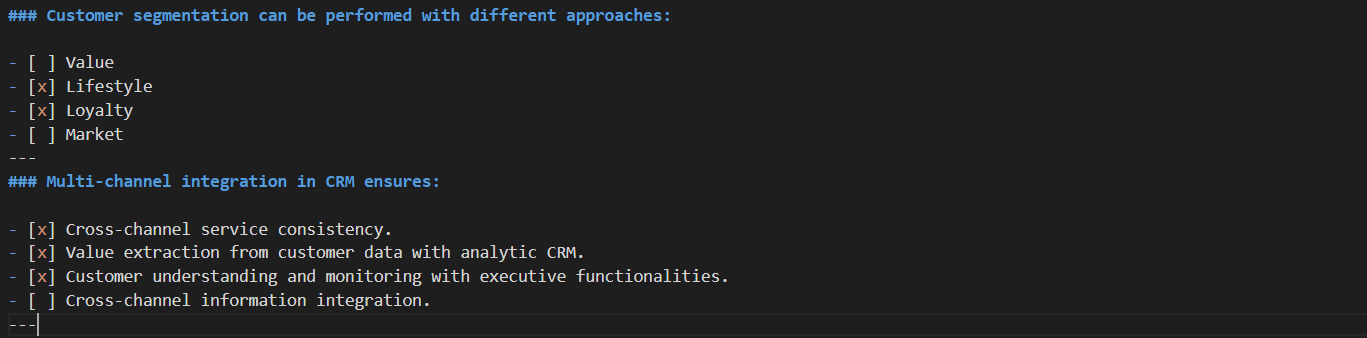 ### Customer segmentation can be performed with different approaches:
- [ ] Value
- [x] Lifestyle
- [x] Loyalty
- [ ] Market
---
### Multi-channel integration in CRM ensures:
- [x] Cross-channel service consistency.
- [x] Value extraction from customer data with analytic CRM.
- [x] Customer understanding and monitoring with executive functionalities.
- [ ] Cross-channel information integration.
---